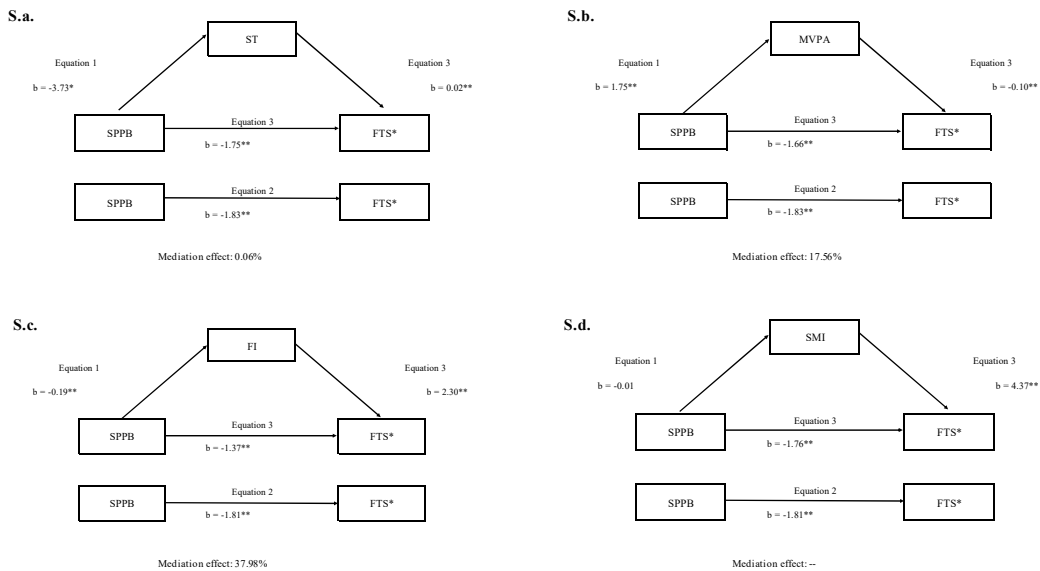 S.a.
ST
Equation 1
Equation 3
b = -3.73*
b = 0.02**
SPPB
Equation 3
FTS*
b = -1.75**
SPPB
Equation 2
FTS*
b = -1.83**
Mediation effect: 0.06%
S.b.
MVPA
Equation 1
Equation 3
b = 1.75**
b = -0.10**
SPPB
Equation 3
FTS*
b = -1.66**
SPPB
Equation 2
FTS*
b = -1.83**
Mediation effect: 17.56%
S.c.
FI
Equation 1
Equation 3
b = -0.19**
b = 2.30**
SPPB
Equation 3
FTS*
b = -1.37**
SPPB
Equation 2
FTS*
b = -1.81**
Mediation effect: 37.98%
S.d.
SMI
Equation 1
Equation 3
b = -0.01
b = 4.37**
SPPB
Equation 3
FTS*
b = -1.76**
SPPB
Equation 2
FTS*
b = -1.81**
Mediation effect: --